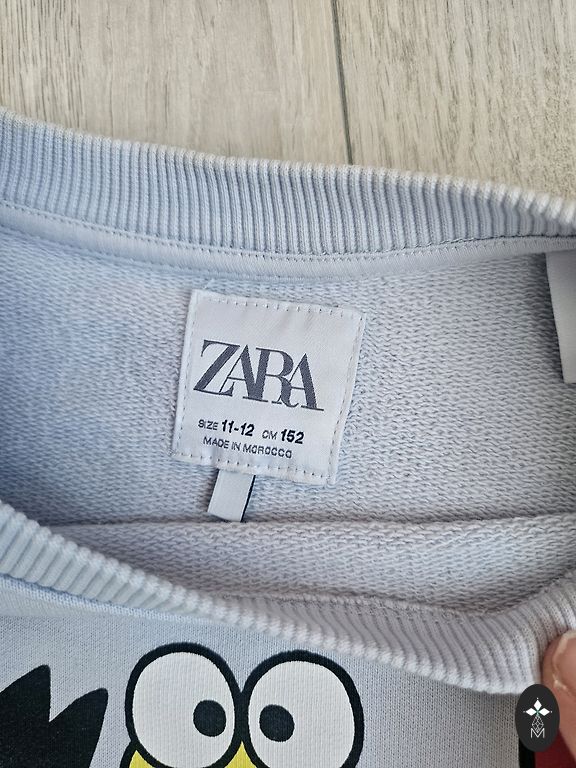 ZARA
SIZE 11-12 CM 152
MADE IN MOROCCO
M